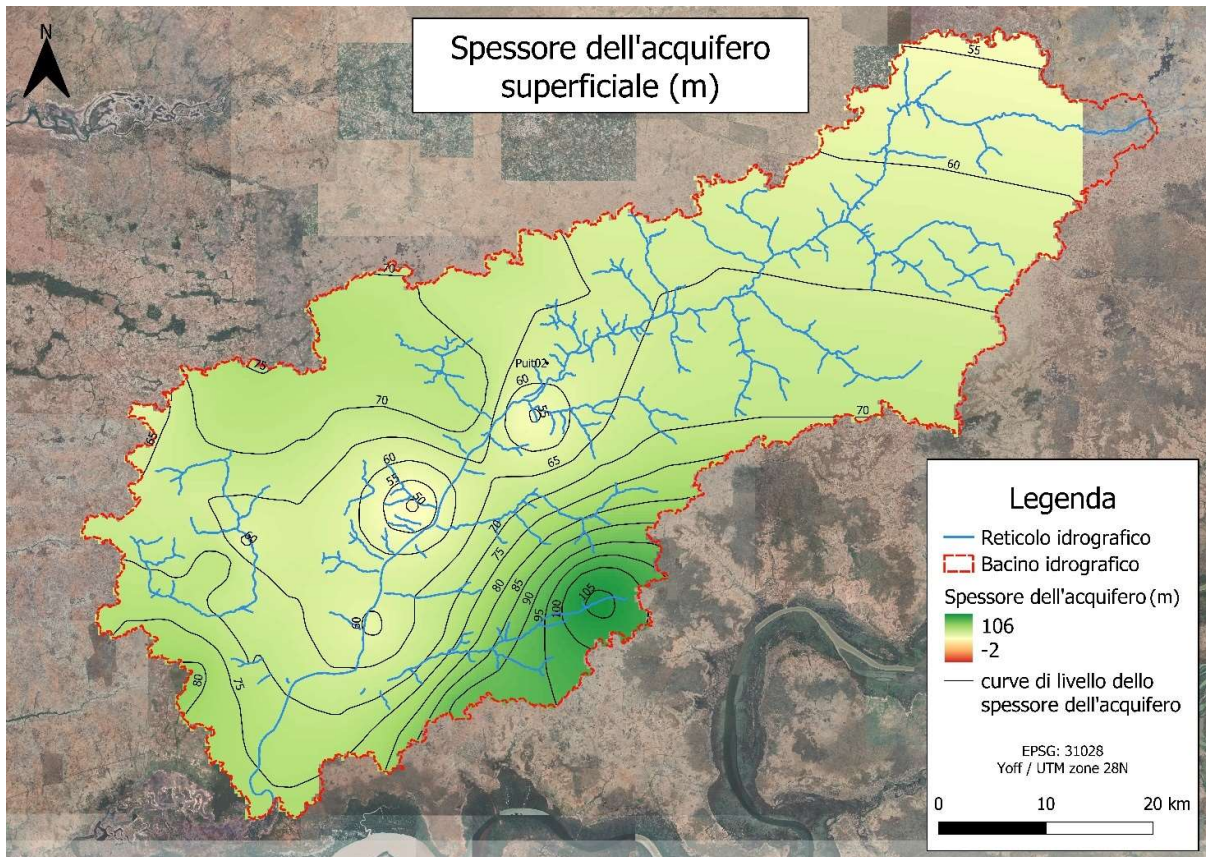 N
Spessore dell'acquifero
superficiale (m)
55
60
70
75
Puit02
60
55
70
70
65
65
60
55
50
70
60
75
80
85
90
95
100
105
60
75
80
Legenda
Reticolo idrografico
Bacino idrografico
Spessore dell'acquifero (m)
106
-2
curve di livello dello
spessore dell'acquifero
EPSG: 31028
Yoff / UTM zone 28N
0 10 20 km